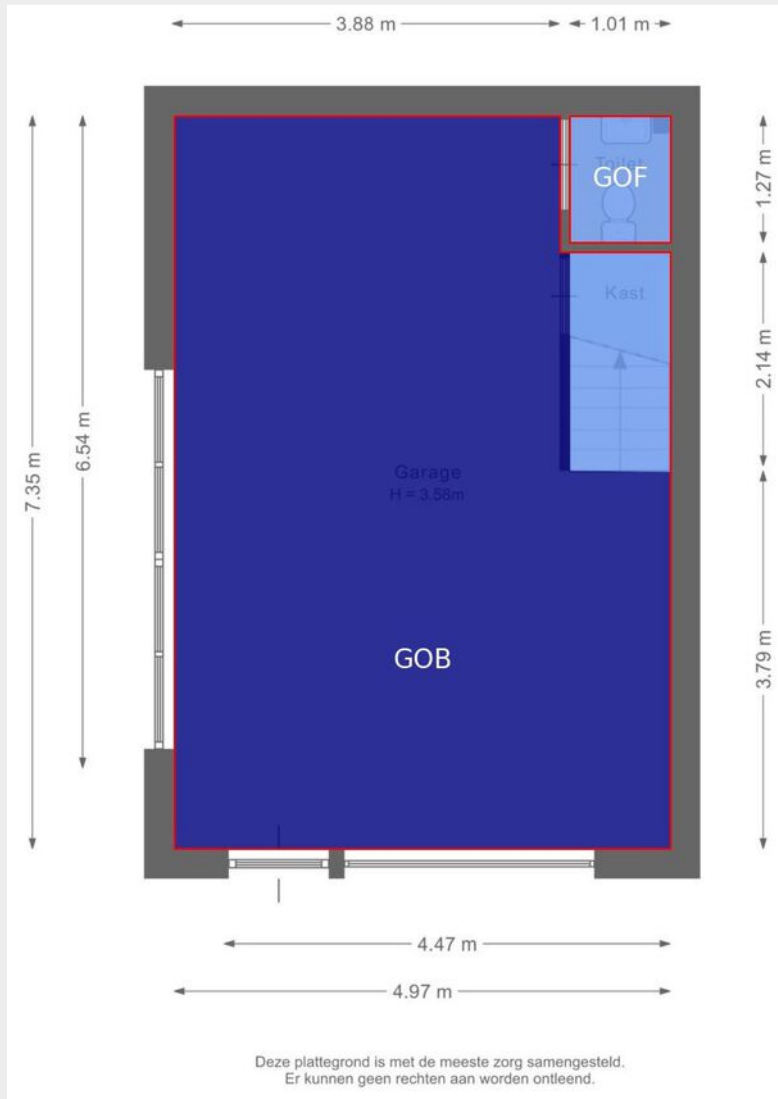 3.88 m
1.01 m
Toilet
GOF
1.27 m
Kast
2.14 m
7.35 m
6.54 m
Garage
H = 3.56m
GOB
3.79 m
4.47 m
4.97 m
Deze plattegrond is met de meeste zorg samengesteld.
Er kunnen geen rechten aan worden ontleend.